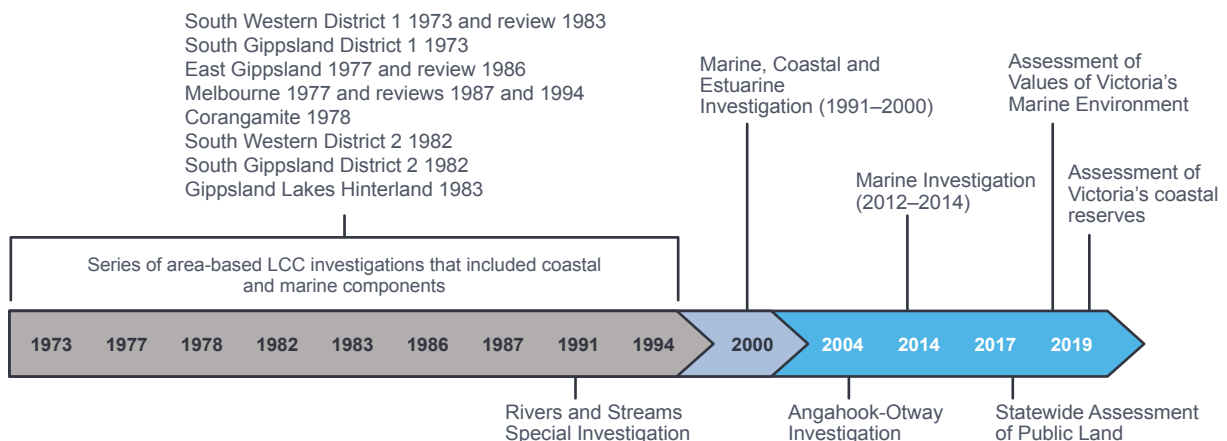 South Western District 1 1973 and review 1983
South Gippsland District 1 1973
East Gippsland 1977 and review 1986
Melbourne 1977 and reviews 1987 and 1994
Corangamite 1978
South Western District 2 1982
South Gippsland District 2 1982
Gippsland Lakes Hinterland 1983
Marine, Coastal and
Estuarine
Investigation (1991–2000)
Assessment of
Values of Victoria's
Marine Environment
Marine Investigation
(2012–2014)
Assessment of
Victoria's coastal
reserves
Series of area-based LCC investigations that included coastal
and marine components
1973 1977 1978 1982 1983 1986 1987 1991 1994 2000 2004 2014 2017 2019
Rivers and Streams
Special Investigation
Angahook-Otway
Investigation
Statewide Assessment
of Public Land